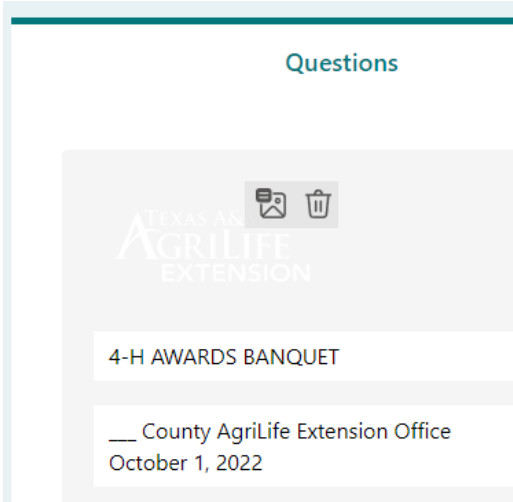 Questions
TEXAS A&
AGRILIFE
EXTENSION
4-H AWARDS BANQUET
___ County AgriLife Extension Office
October 1, 2022